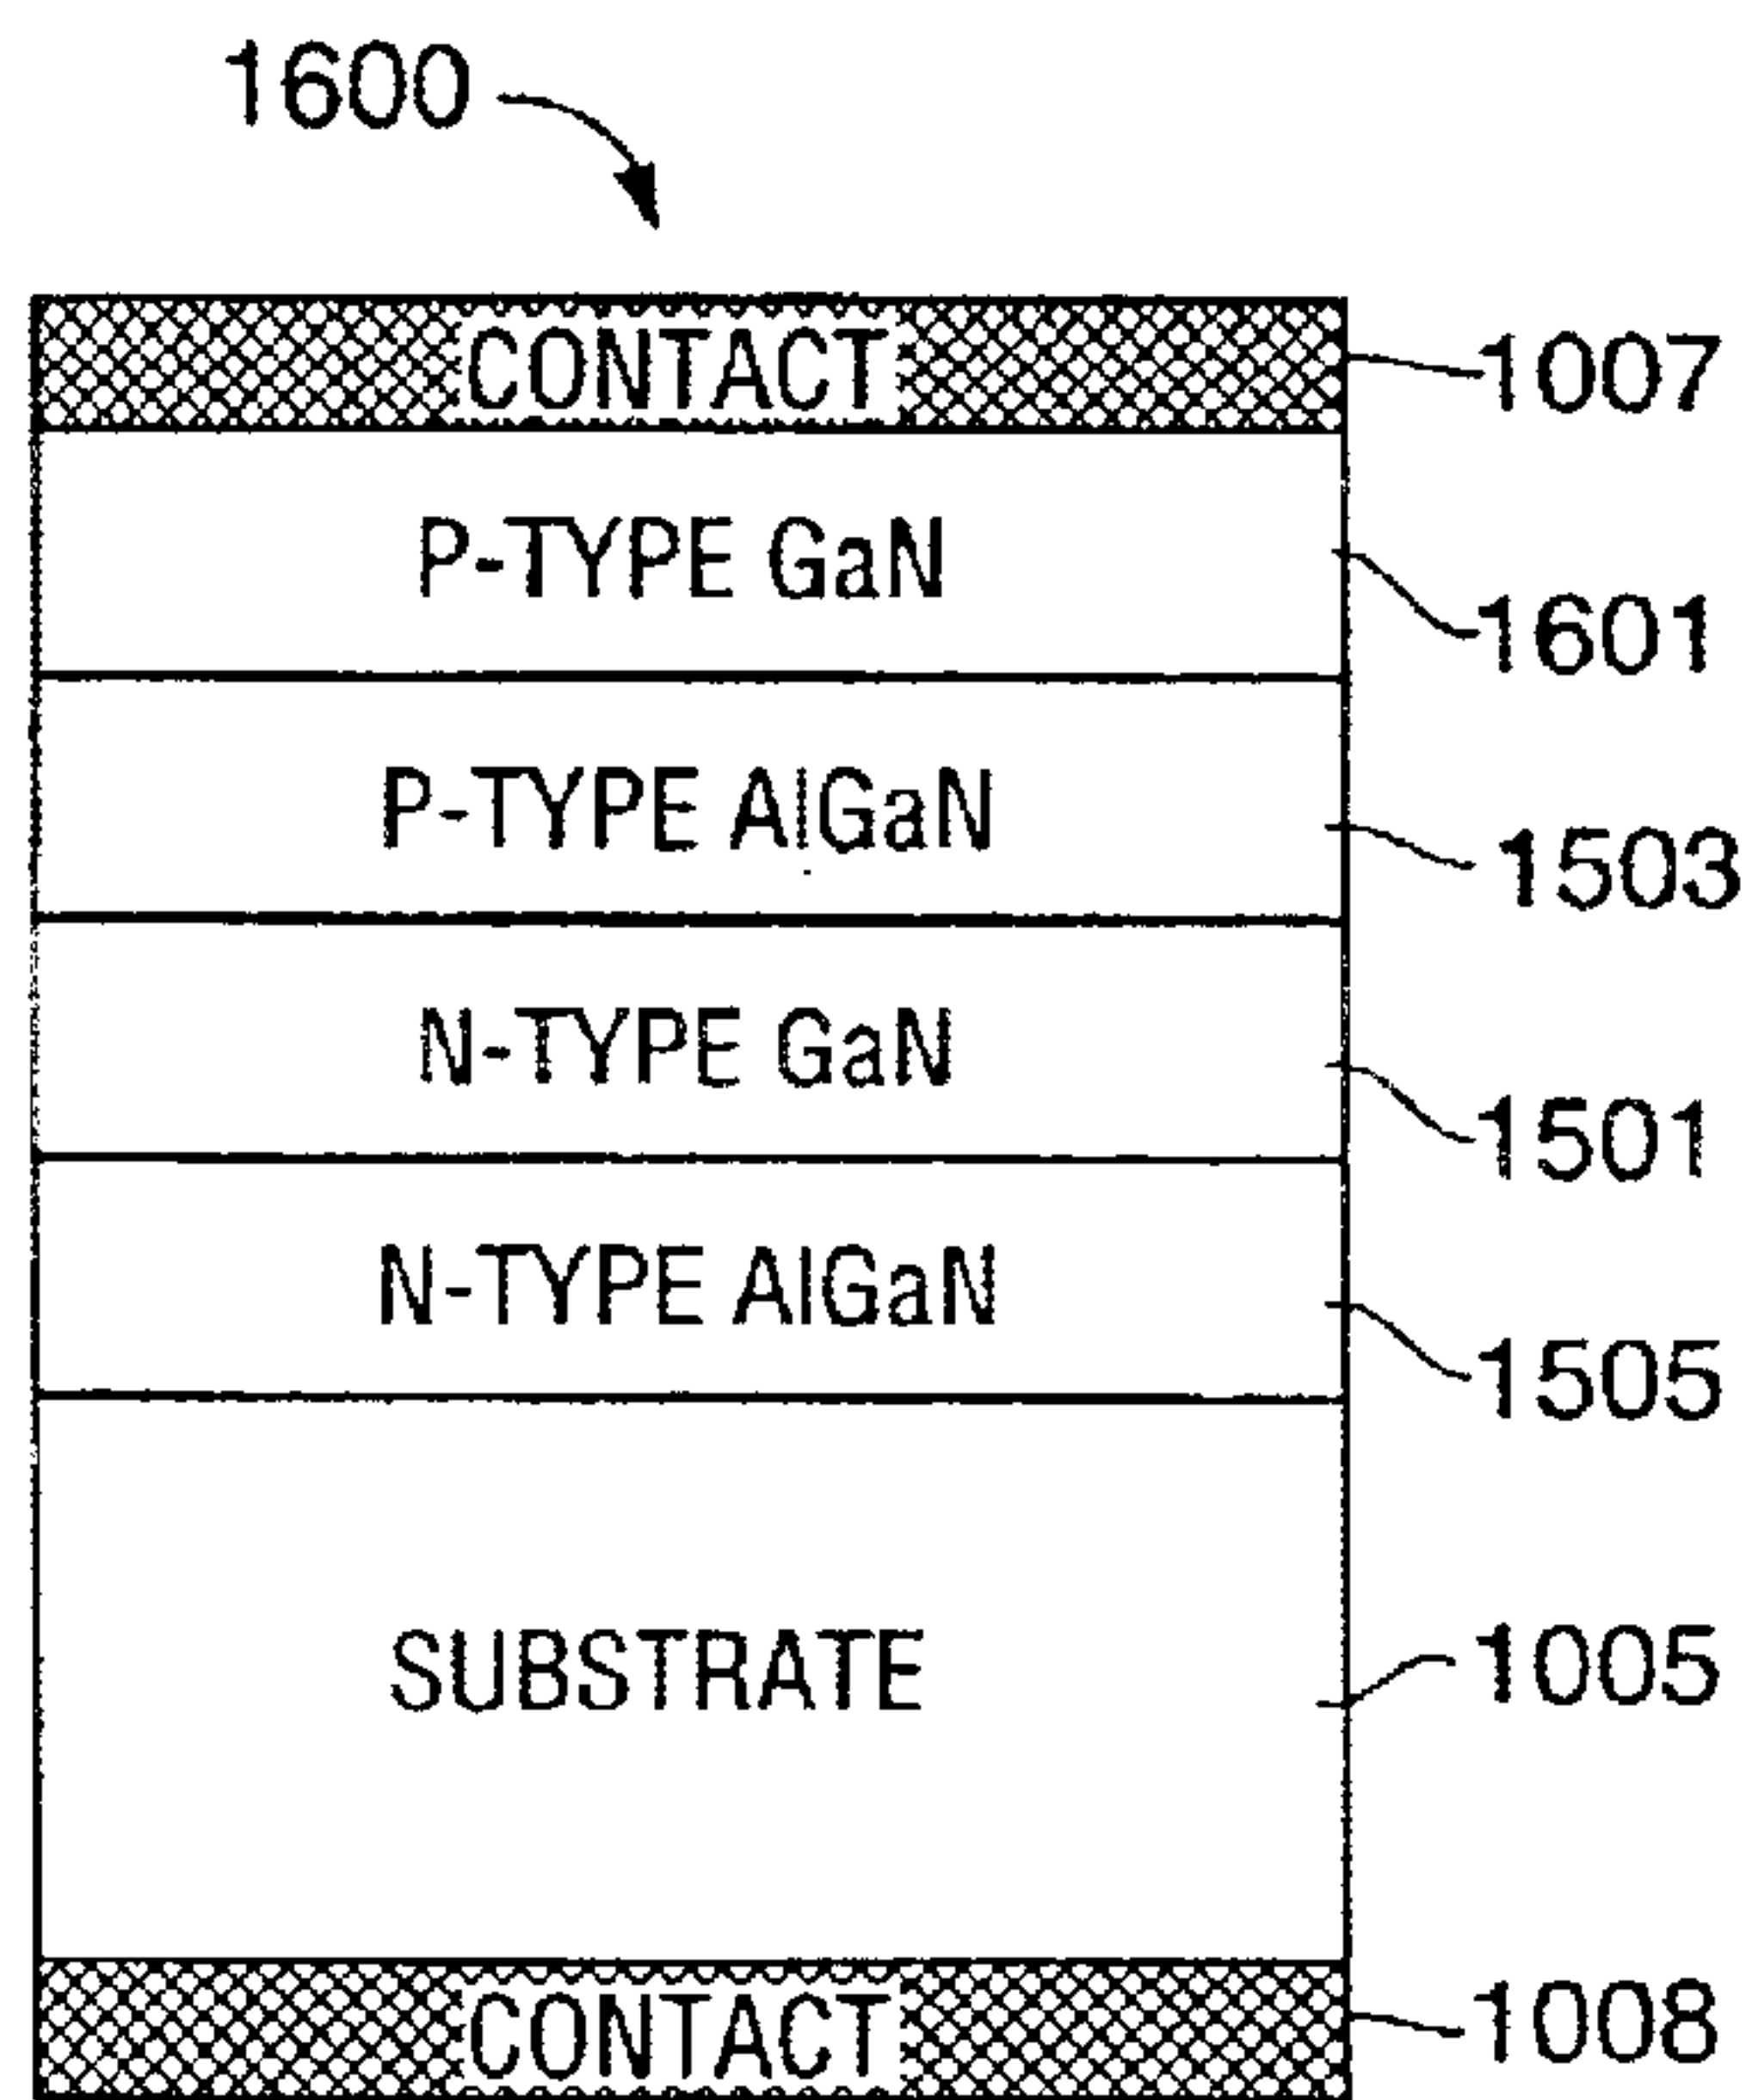 1600
CONTACT 1007
P-TYPE GaN 1601
P-TYPE AlGaN 1503
N-TYPE GaN 1501
N-TYPE AlGaN 1505
SUBSTRATE 1005
CONTACT 1008